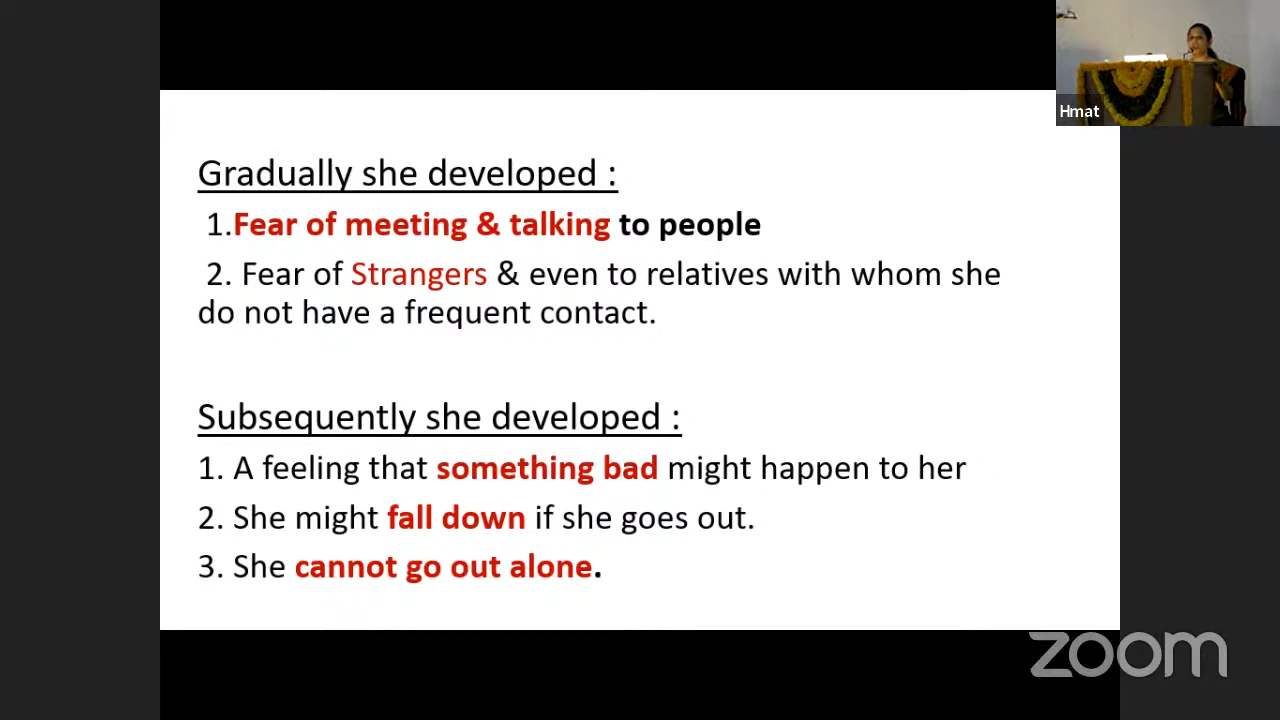 Hmat
Gradually she developed :
1.Fear of meeting & talking to people
2. Fear of Strangers & even to relatives with whom she
do not have a frequent contact.
Subsequently she developed :
1. A feeling that something bad might happen to her
2. She might fall down if she goes out.
3. She cannot go out alone.
zoom